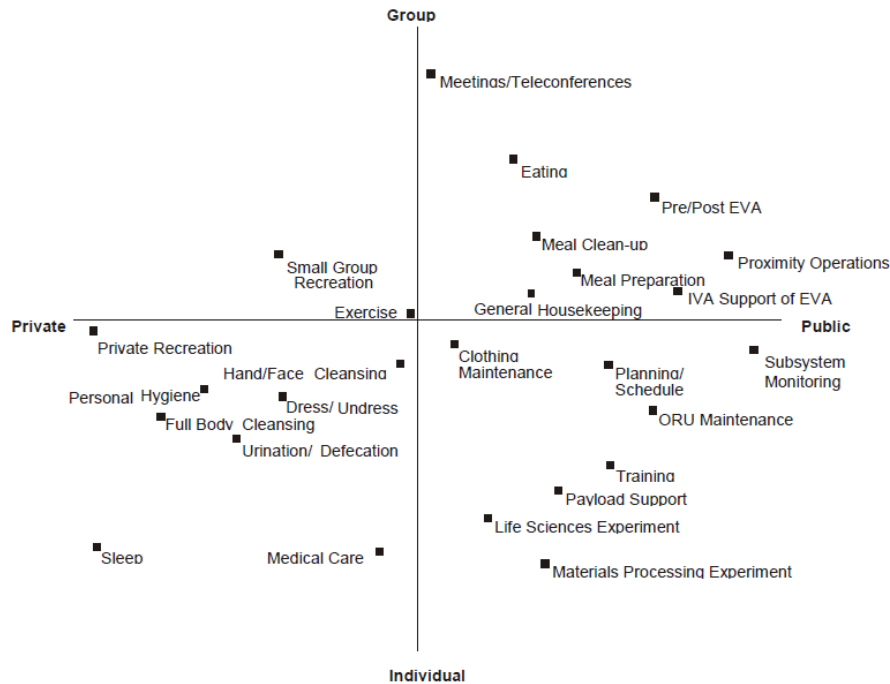 Group
Meetings/Teleconferences
Eating
Pre/Post EVA
Meal Clean-up
Proximity Operations
Small Group
Recreation
Meal Preparation
IVA Support of EVA
General Housekeeping
Exercise
Private
Public
Private Recreation
Clothing
Maintenance
Subsystem
Monitoring
Hand/Face Cleansing
Planning/
Schedule
Personal Hygiene
Dress/ Undress
ORU Maintenance
Full Body Cleansing
Urination/ Defecation
Training
Payload Support
Life Sciences Experiment
Sleep
Medical Care
Materials Processing Experiment
Individual